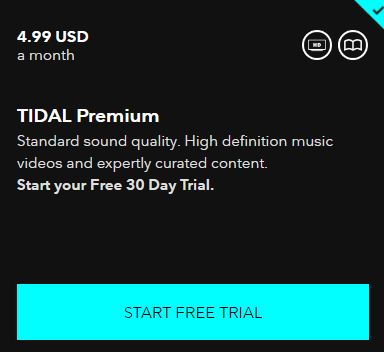 4.99 USD
a month
HD
TIDAL Premium
Standard sound quality. High definition music
videos and expertly curated content.
Start your Free 30 Day Trial.
START FREE TRIAL